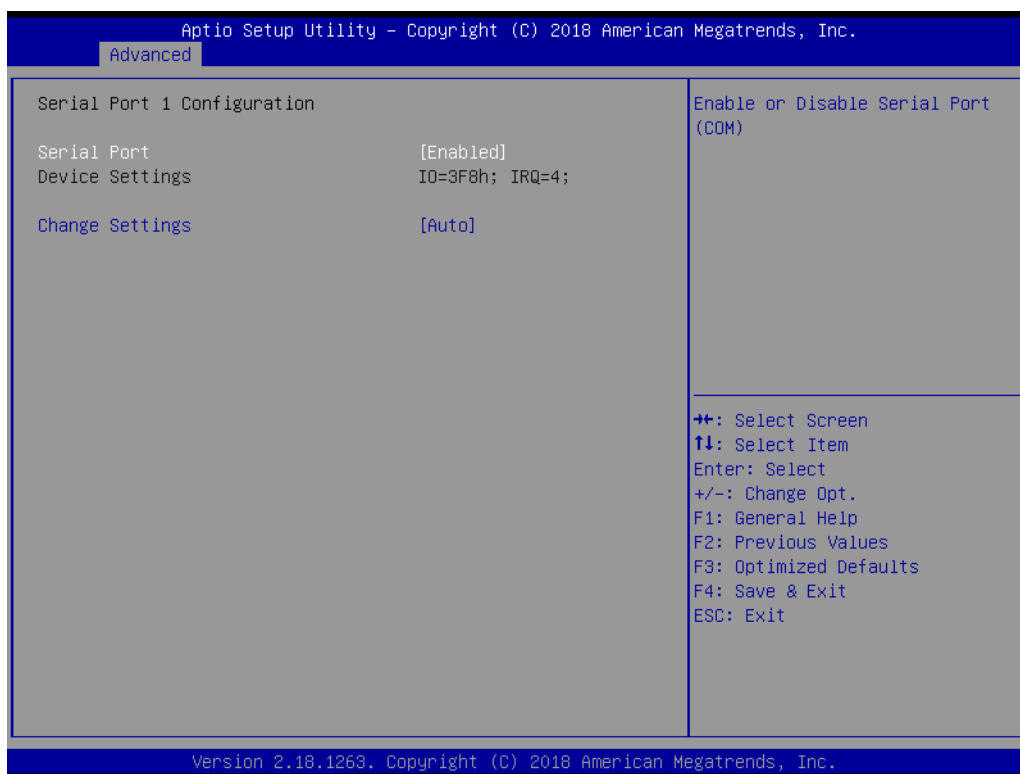 Aptio Setup Utility – Copyright (C) 2018 American Megatrends, Inc.
Advanced
Serial Port 1 Configuration
Serial Port [Enabled]
Device Settings IO=3F8h; IRQ=4;
Change Settings [Auto]
Enable or Disable Serial Port
(COM)
→←: Select Screen
↑↓: Select Item
Enter: Select
+/-: Change Opt.
F1: General Help
F2: Previous Values
F3: Optimized Defaults
F4: Save & Exit
ESC: Exit
Version 2.18.1263. Copyright (C) 2018 American Megatrends, Inc.